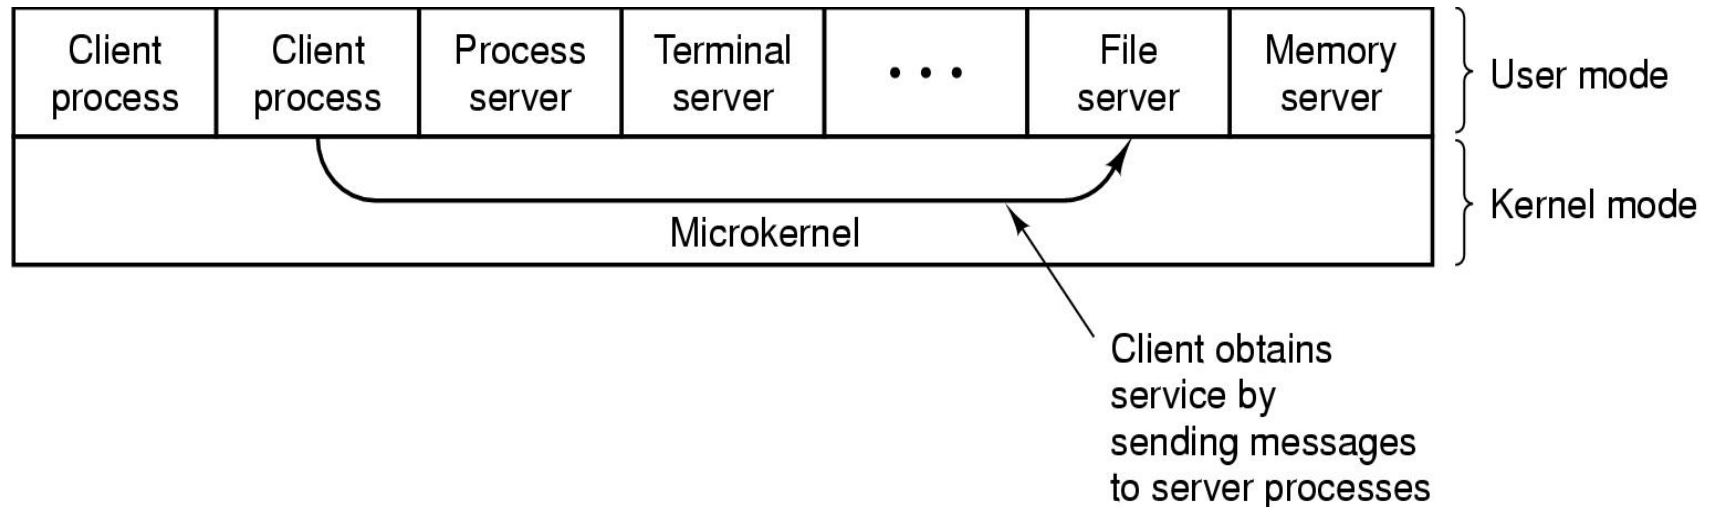 Client
process
Client
process
Process
server
Terminal
server
• • •
File
server
Memory
server
User mode
Microkernel
Kernel mode
Client obtains
service by
sending messages
to server processes